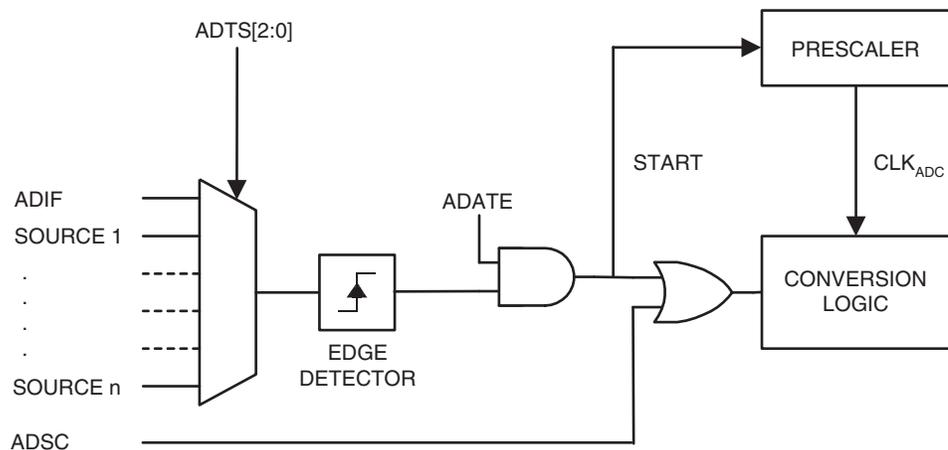 ADTS[2:0]
PRESCALER
START
CLKADC
ADIF
ADATE
SOURCE 1
.
.
.
.
CONVERSION
LOGIC
EDGE
DETECTOR
SOURCE n
ADSC